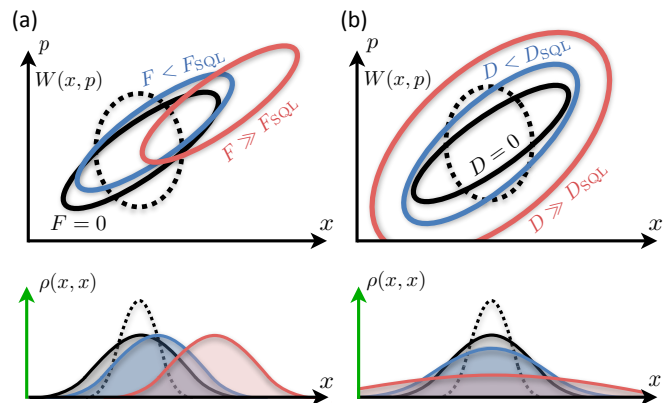 (a)
p
W(x, p)
F < F_SQL
F ≫ F_SQL
F = 0
x
ρ(x, x)
x
(b)
p
W(x, p)
D < D_SQL
D = 0
D ≫ D_SQL
x
ρ(x, x)
x